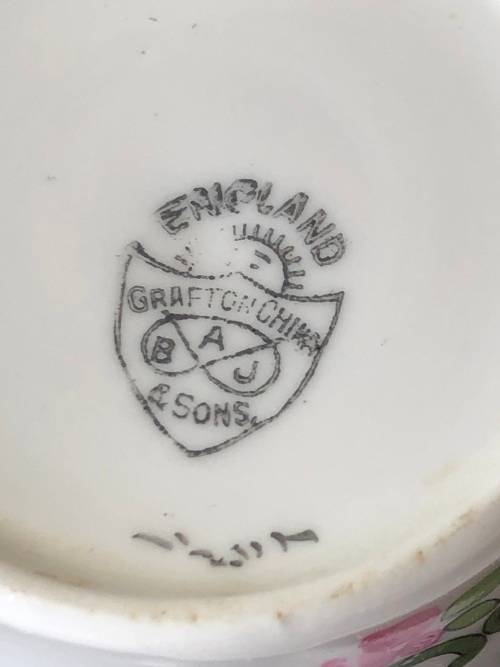 ENGLAND
GRAFTON CHINA
B A J
& SONS.